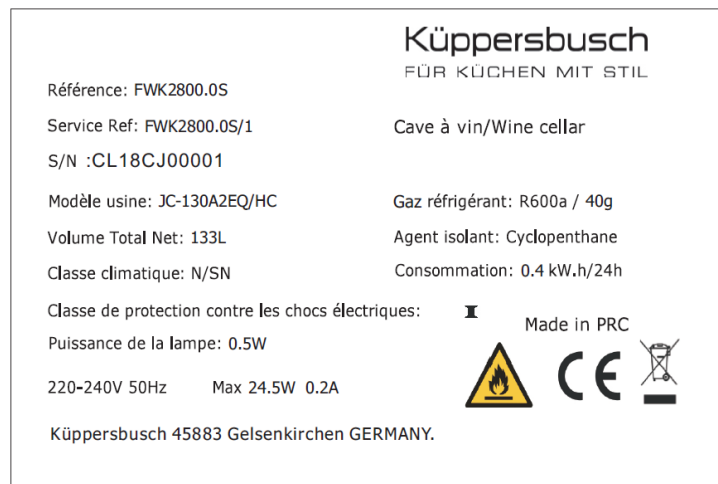 Küppersbusch
FÜR KÜCHEN MIT STIL
Référence: FWK2800.0S
Service Ref: FWK2800.0S/1
Cave à vin/Wine cellar
S/N :CL18CJ00001
Modèle usine: JC-130A2EQ/HC
Gaz réfrigérant: R600a / 40g
Volume Total Net: 133L
Agent isolant: Cyclopenthane
Classe climatique: N/SN
Consommation: 0.4 kW.h/24h
Classe de protection contre les chocs électriques: I
Made in PRC
Puissance de la lampe: 0.5W
CE
220-240V 50Hz Max 24.5W 0.2A
Küppersbusch 45883 Gelsenkirchen GERMANY.